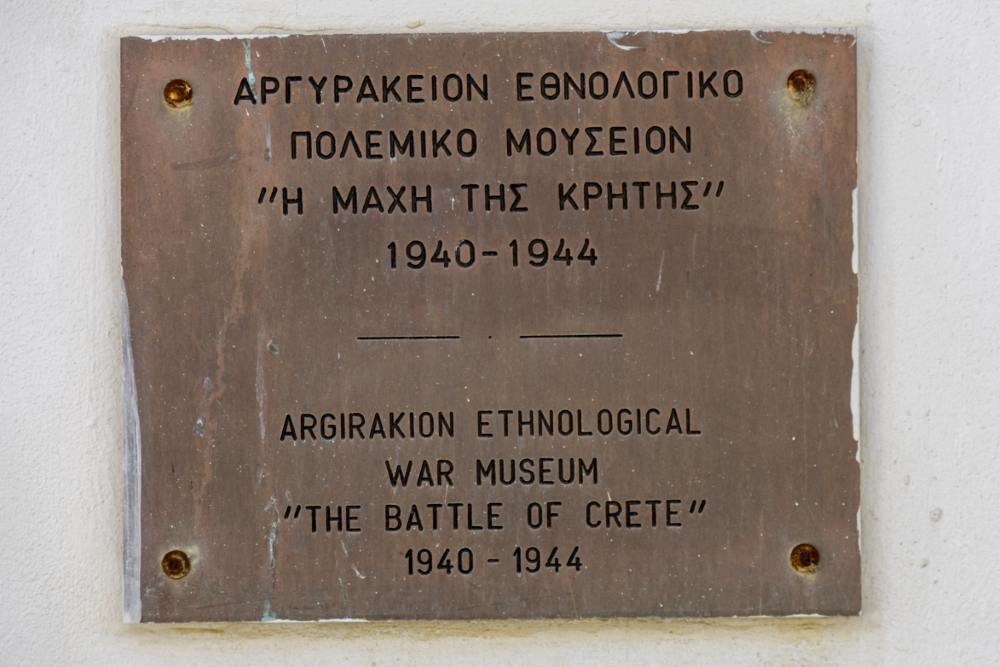 ΑΡΓΥΡΑΚΕΙΟΝ ΕΘΝΟΛΟΓΙΚΟ
ΠΟΛΕΜΙΚΟ ΜΟΥΣΕΙΟΝ
"Η ΜΑΧΗ ΤΗΣ ΚΡΗΤΗΣ"
1940-1944
ARGIRAKION ETHNOLOGICAL
WAR MUSEUM
"THE BATTLE OF CRETE"
1940 - 1944